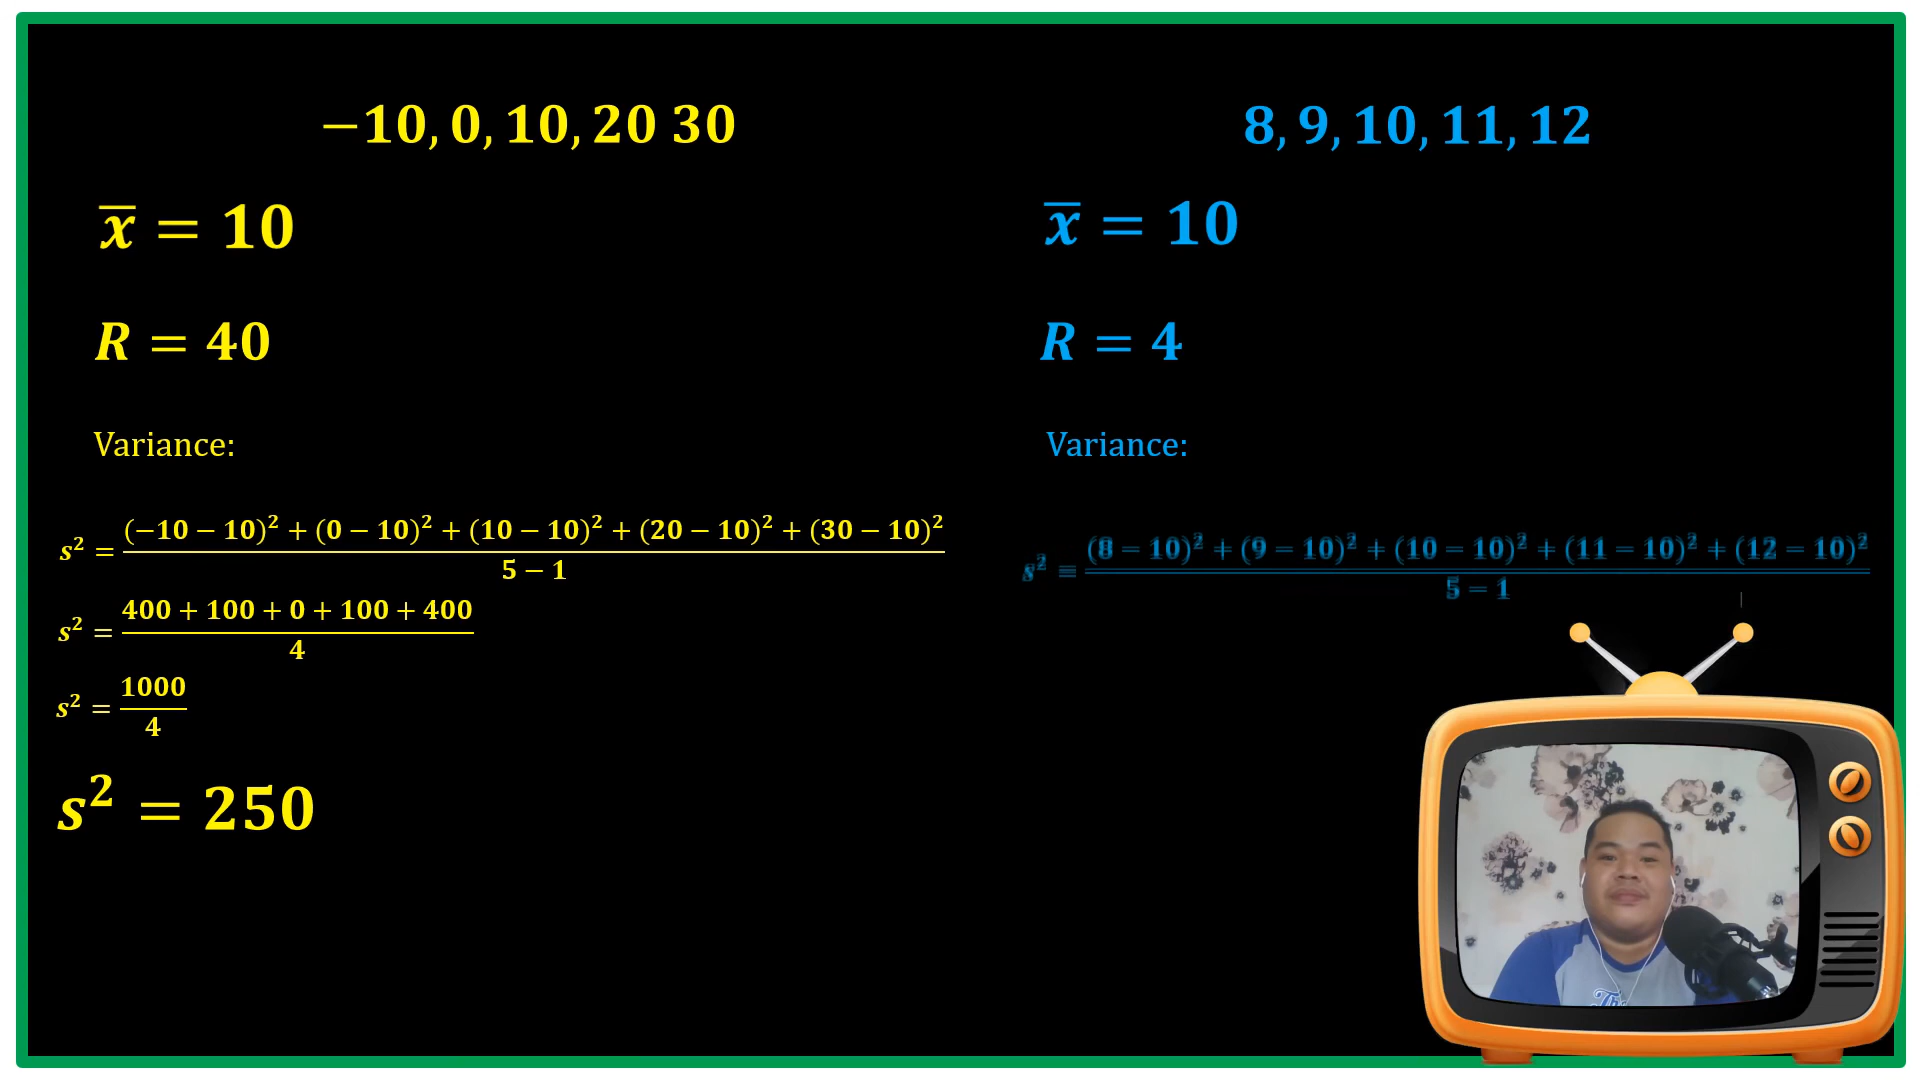 −10, 0, 10, 20 30
x̅ = 10
R = 40
Variance:
s² = (−10 − 10)² + (0 − 10)² + (10 − 10)² + (20 − 10)² + (30 − 10)² / 5 − 1
s² = 400 + 100 + 0 + 100 + 400 / 4
s² = 1000 / 4
s² = 250
8, 9, 10, 11, 12
x̅ = 10
R = 4
Variance:
s² = (8 − 10)² + (9 − 10)² + (10 − 10)² + (11 − 10)² + (12 − 10)² / 5 − 1